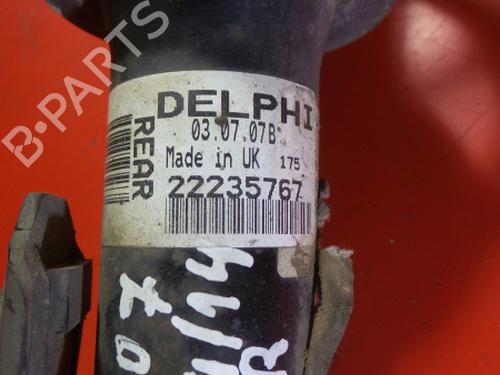 B-PARTS
DELPHI
03.07.07B
Made in UK 175
22235767
REAR